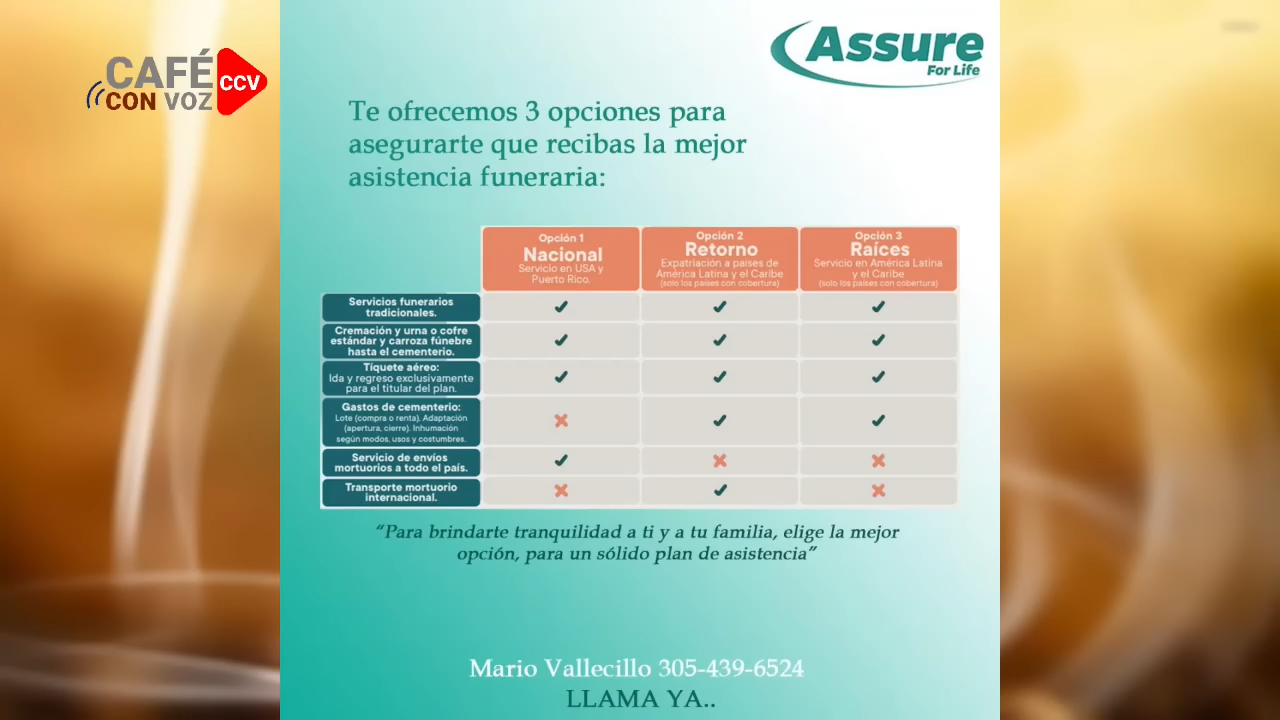 CAFÉ
CON VOZ
CCV
Assure
For Life
Te ofrecemos 3 opciones para
asegurarte que recibas la mejor
asistencia funeraria:
Opción 1
Nacional
Servicio en USA y
Puerto Rico.
Opción 2
Retorno
Expatriación a países de
América Latina y el Caribe
(solo los países con cobertura)
Opción 3
Raíces
Servicio en América Latina
y el Caribe
(solo los países con cobertura)
Servicios funerarios
tradicionales.
Cremación y urna o cofre
estándar y carroza fúnebre
hasta el cementerio.
Tíquete aéreo:
Ida y regreso exclusivamente
para el titular del plan.
Gastos de cementerio:
Lote (compra o renta). Adaptación
(apertura, cierre). Inhumación
según modos, usos y costumbres.
Servicio de envíos
mortuorios a todo el país.
Transporte mortuorio
internacional.
“Para brindarte tranquilidad a ti y a tu familia, elige la mejor
opción, para un sólido plan de asistencia”
Mario Vallecillo 305-439-6524
LLAMA YA..